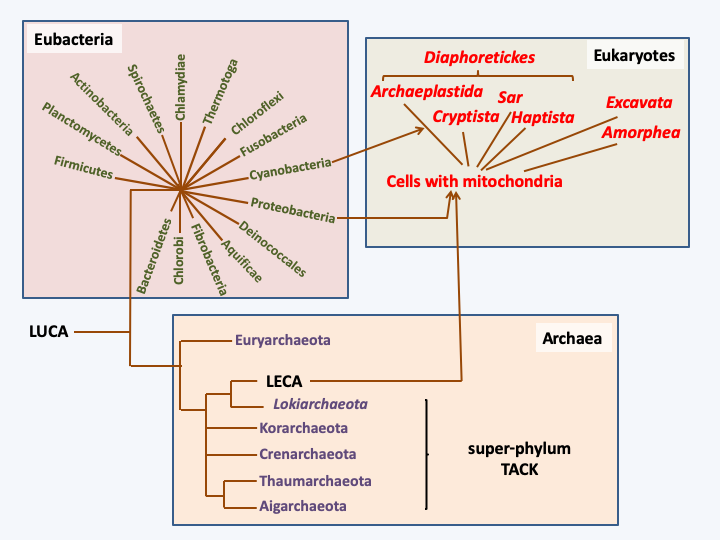 Eubacteria
Eukaryotes
Diaphoretickes
Archaeplastida
Sar
Cryptista
Haptista
Excavata
Amorphea
Cells with mitochondria
Firmicutes
Planctomycetes
Actinobacteria
Spirochaetes
Chlamydiae
Thermotoga
Chloroflexi
Fusobacteria
Cyanobacteria
Proteobacteria
Deinococcales
Aquificae
Fibrobacteria
Chlorobi
Bacteroidetes
LUCA
Archaea
Euryarchaeota
LECA
Lokiarchaeota
Korarchaeota
Crenarchaeota
Thaumarchaeota
Aigarchaeota
super-phylum
TACK